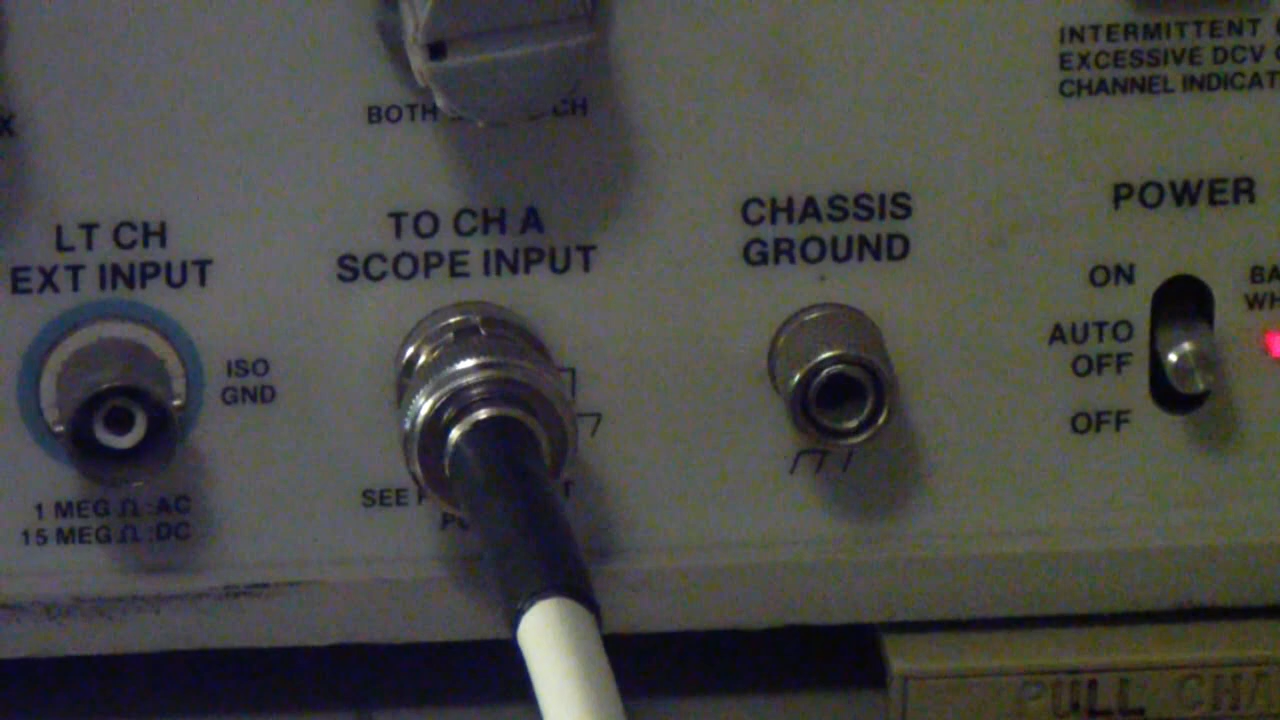 INTERMITTENT
EXCESSIVE DCV
CHANNEL
BOTH CH
X
POWER
CHASSIS
GROUND
TO CH A
SCOPE INPUT
LT CH
EXT INPUT
ON
AUTO
OFF
OFF
ISO
GND
SEE
1 MEG Ω :AC
15 MEG Ω :DC
PULL